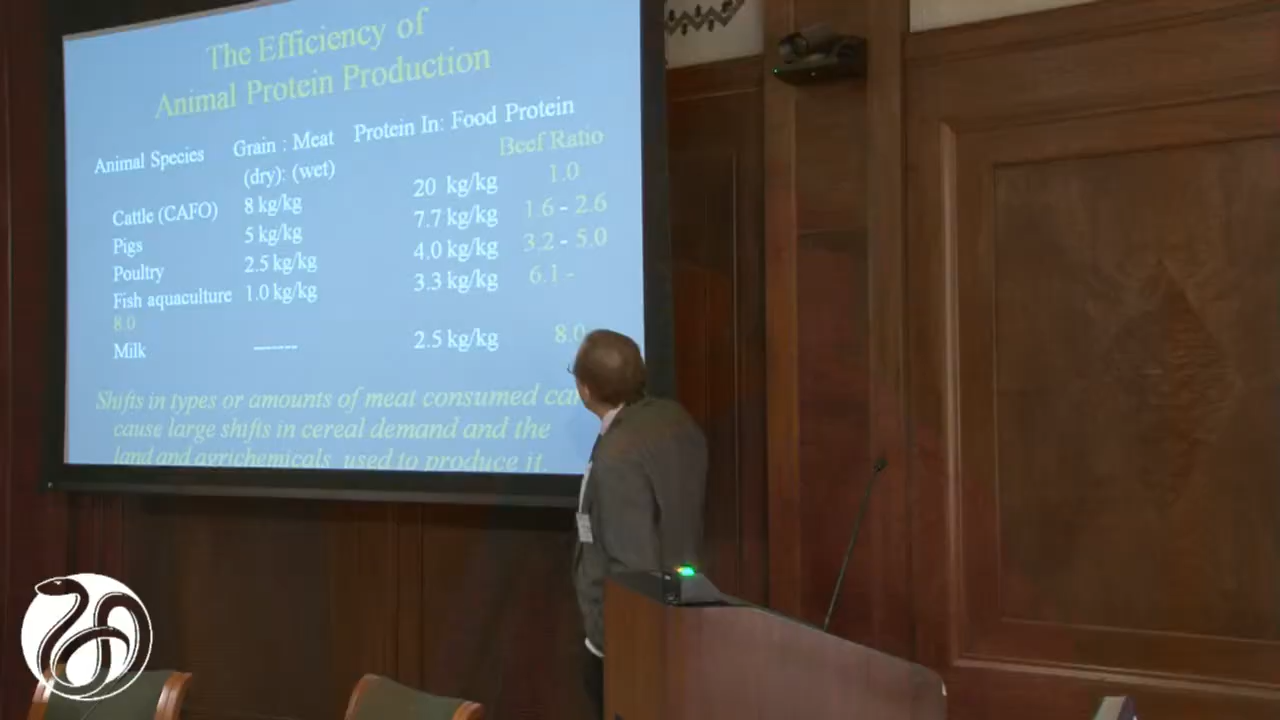 The Efficiency of
Animal Protein Production
Animal Species Grain : Meat Protein In: Food Protein
(dry): (wet) Beef Ratio
Cattle (CAFO) 8 kg/kg 20 kg/kg 1.0
Pigs 5 kg/kg 7.7 kg/kg 1.6 - 2.6
Poultry 2.5 kg/kg 4.0 kg/kg 3.2 - 5.0
Fish aquaculture 1.0 kg/kg 3.3 kg/kg 6.1 -
8.0
Milk ------- 2.5 kg/kg 8.0
Shifts in types or amounts of meat consumed
cause large shifts in cereal demand and the
land and agrichemicals used to produce it.